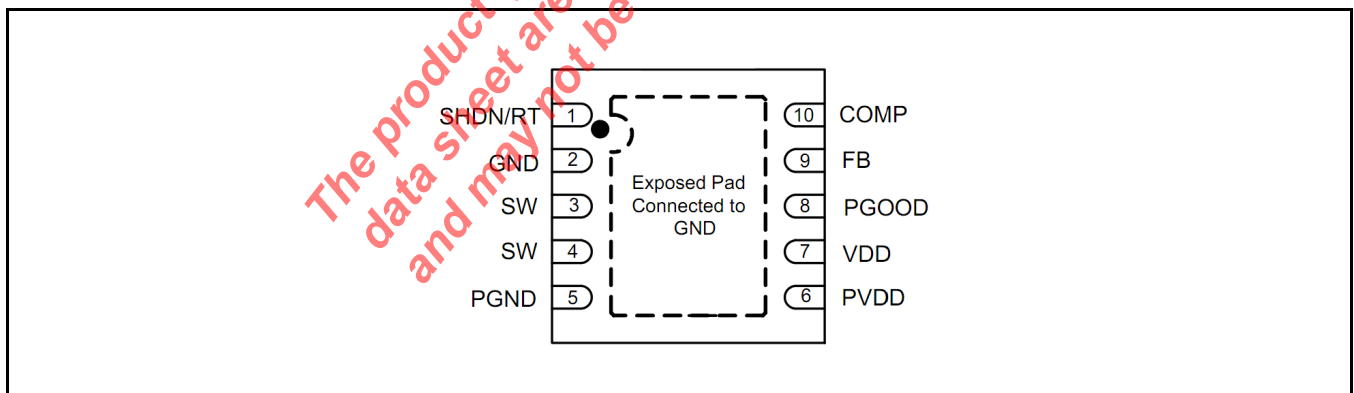 The product
data sheet are
and may not be
SHDN/RT 1
GND 2
SW 3
SW 4
PGND 5
10 COMP
9 FB
8 PGOOD
7 VDD
6 PVDD
Exposed Pad
Connected to
GND